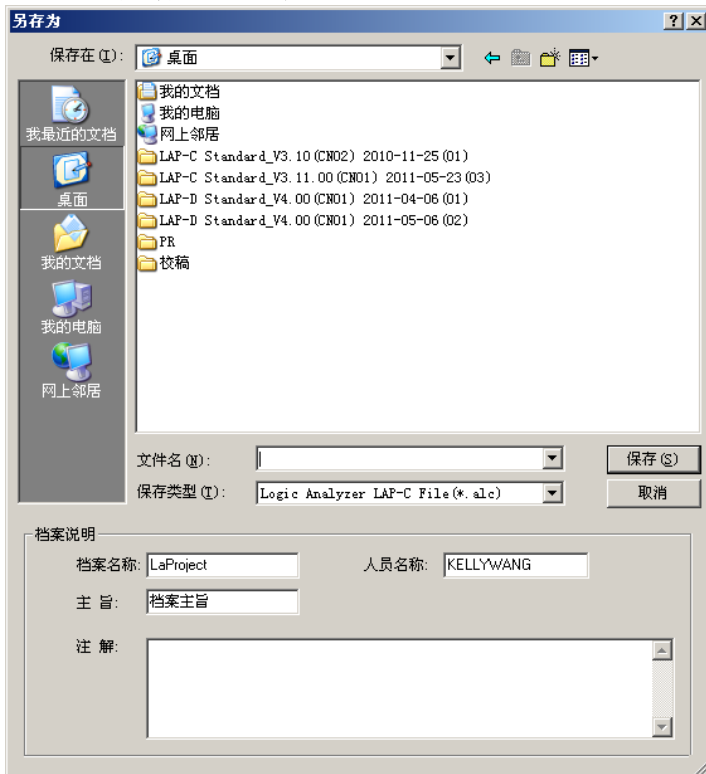 另存为
保存在(I):
桌面
我最近的文档
桌面
我的文档
我的电脑
网上邻居
我的文档
我的电脑
网上邻居
LAP-C Standard_V3.10(CN02) 2010-11-25(01)
LAP-C Standard_V3.11.00(CN01) 2011-05-23(03)
LAP-D Standard_V4.00(CN01) 2011-04-06(01)
LAP-D Standard_V4.00(CN01) 2011-05-06(02)
PR
校稿
文件名(N):
保存(S)
保存类型(T): Logic Analyzer LAP-C File(*.alc)
取消
档案说明
档案名称: LaProject 人员名称: KELLYWANG
主 旨: 档案主旨
注 解: